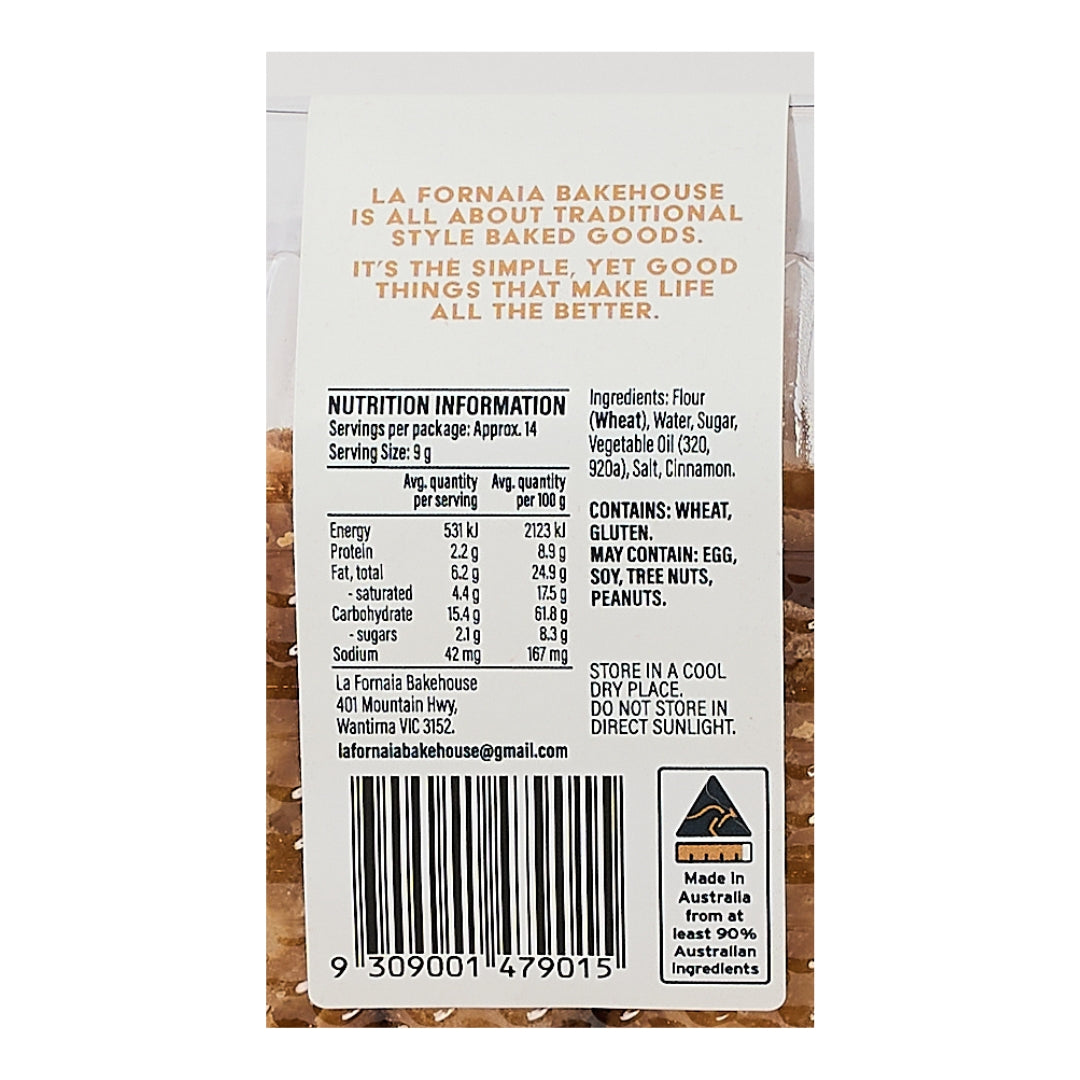 LA FORNAIA BAKEHOUSE
IS ALL ABOUT TRADITIONAL
STYLE BAKED GOODS.
IT'S THE SIMPLE, YET GOOD
THINGS THAT MAKE LIFE
ALL THE BETTER.
NUTRITION INFORMATION
Servings per package: Approx. 14
Serving Size: 9 g
Avg. quantity Avg. quantity
per serving per 100 g
Energy 531 kJ 2123 kJ
Protein 2.2 g 8.9 g
Fat, total 6.2 g 24.9 g
- saturated 4.4 g 17.5 g
Carbohydrate 15.4 g 61.8 g
- sugars 2.1 g 8.3 g
Sodium 42 mg 167 mg
La Fornaia Bakehouse
401 Mountain Hwy,
Wantirna VIC 3152.
lafornaiabakehouse@gmail.com
Ingredients: Flour
(Wheat), Water, Sugar,
Vegetable Oil (320,
920a), Salt, Cinnamon.
CONTAINS: WHEAT,
GLUTEN.
MAY CONTAIN: EGG,
SOY, TREE NUTS,
PEANUTS.
STORE IN A COOL
DRY PLACE.
DO NOT STORE IN
DIRECT SUNLIGHT.
9 309001 479015
Made in
Australia
from at
least 90%
Australian
ingredients